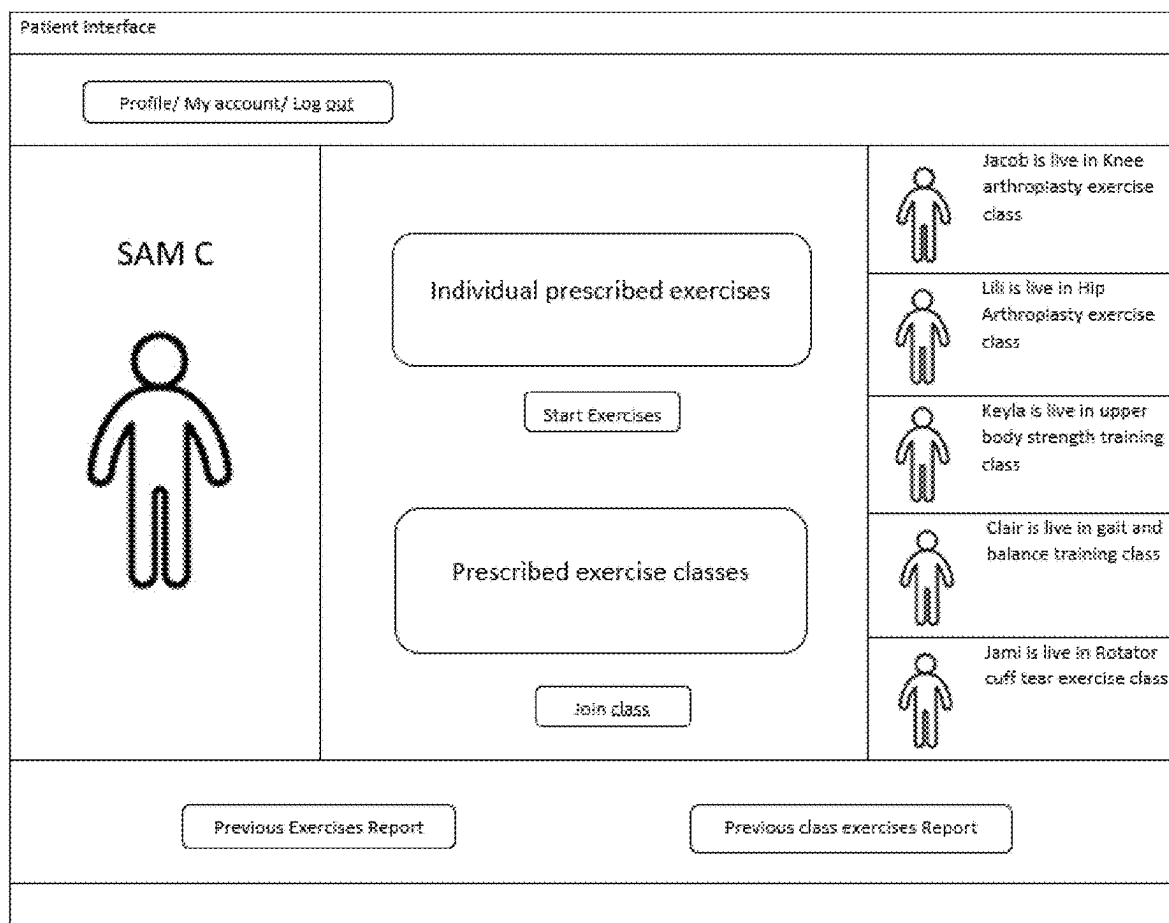 Patient Interface
Profile/ My account/ Log out
SAM C
Individual prescribed exercises
Start Exercises
Prescribed exercise classes
Join class
Jacob is live in Knee
arthroplasty exercise
class
Lili is live in Hip
Arthroplasty exercise
class
Keyla is live in upper
body strength training
class
Clair is live in gait and
balance training class
Jami is live in Rotator
cuff tear exercise class
Previous Exercises Report
Previous class exercises Report